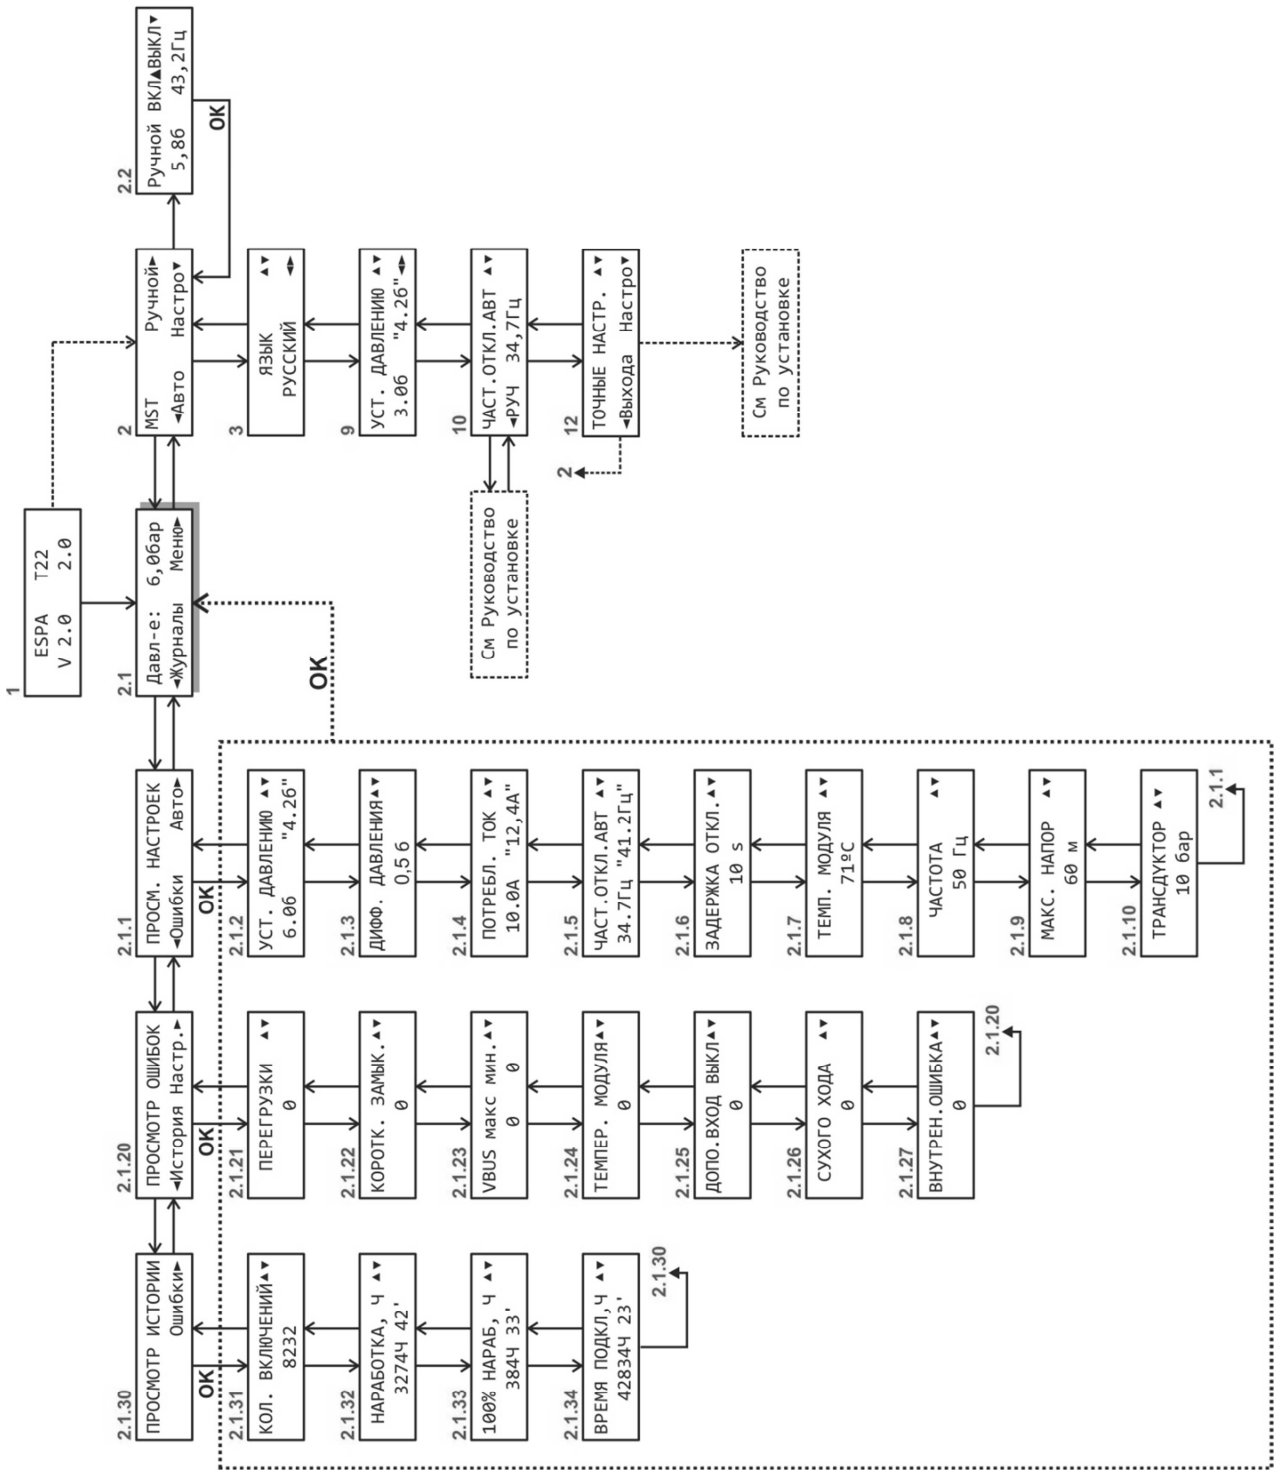 1
ESPA T22
V 2.0 2.0
2.1.30
ПРОСМОТР ИСТОРИИ
Ошибки►
2.1.20
ПРОСМОТР ОШИБОК
◄История Настр.►
2.1.1
ПРОСМ. НАСТРОЕК
◄Ошибки Авто►
2.1
Давл-е: 6,0бар
◄Журналы Меню►
2
MST Ручной►
◄Авто Настро▼
2.2
Ручной ВКЛ▲ВЫКЛ▼
5,8б 43,2Гц
OK
OK
2.1.31
КОЛ. ВКЛЮЧЕНИЙ▲▼
8232
2.1.32
НАРАБОТКА, Ч ▲▼
3274Ч 42'
2.1.33
100% НАРАБ, Ч ▲▼
384Ч 33'
2.1.34
ВРЕМЯ ПОДКЛ,Ч ▲▼
42834Ч 23'
2.1.30
OK
2.1.21
ПЕРЕГРУЗКИ ▲▼
0
2.1.22
КОРОТК. ЗАМЫК.▲▼
0
2.1.23
VBUS макс мин.▲▼
0 0
2.1.24
ТЕМПЕР. МОДУЛЯ▲▼
0
2.1.25
ДОПО.ВХОД ВЫКЛ▲▼
0
2.1.26
СУХОГО ХОДА ▲▼
0
2.1.27
ВНУТРЕН.ОШИБКА▲▼
0
2.1.20
OK
2.1.2
УСТ. ДАВЛЕНИЮ ▲▼
6.0б "4.2б"
2.1.3
ДИФФ. ДАВЛЕНИЯ▲▼
0,5 б
2.1.4
ПОТРЕБЛ. ТОК ▲▼
10.0А "12,4А"
2.1.5
ЧАСТ.ОТКЛ.АВТ ▲▼
34.7Гц "41.2Гц"
2.1.6
ЗАДЕРЖКА ОТКЛ.▲▼
10 s
2.1.7
ТЕМП. МОДУЛЯ ▲▼
71ºC
2.1.8
ЧАСТОТА ▲▼
50 Гц
2.1.9
МАКС. НАПОР ▲▼
60 м
2.1.10
ТРАНСДУКТОР ▲▼
10 бар
2.1.1
OK
3
ЯЗЫК ▲▼
РУССКИЙ ◄►
9
УСТ. ДАВЛЕНИЮ ▲▼
3.0б "4.2б"◄►
10
ЧАСТ.ОТКЛ.АВТ ▲▼
◄РУЧ 34,7Гц
См Руководство
по установке
12
ТОЧНЫЕ НАСТР. ▲▼
◄Выхода Настро▼
2
См Руководство
по установке